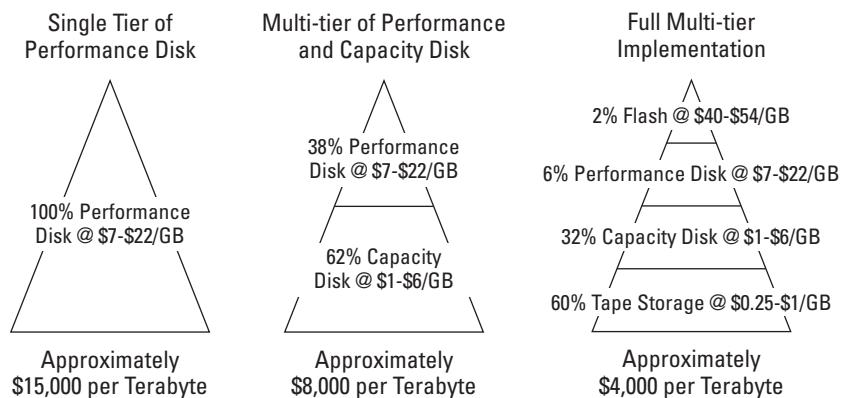 Single Tier of
Performance Disk
100% Performance
Disk @ $7-$22/GB
Approximately
$15,000 per Terabyte
Multi-tier of Performance
and Capacity Disk
38% Performance
Disk @ $7-$22/GB
62% Capacity
Disk @ $1-$6/GB
Approximately
$8,000 per Terabyte
Full Multi-tier
Implementation
2% Flash @ $40-$54/GB
6% Performance Disk @ $7-$22/GB
32% Capacity Disk @ $1-$6/GB
60% Tape Storage @ $0.25-$1/GB
Approximately
$4,000 per Terabyte